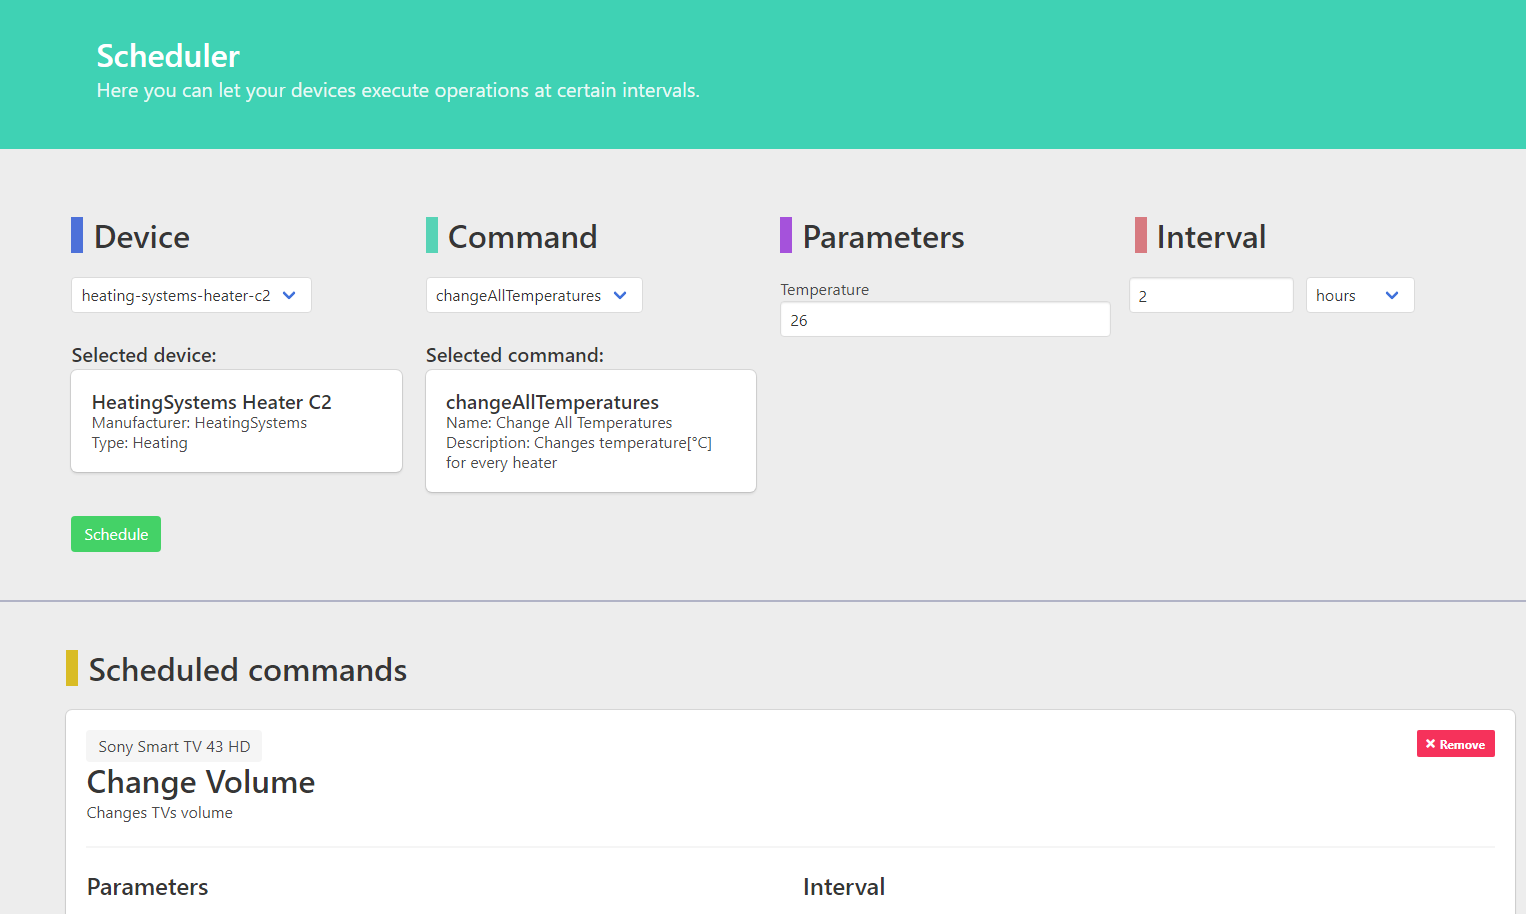 Scheduler
Here you can let your devices execute operations at certain intervals.
Device
heating-systems-heater-c2
Selected device:
HeatingSystems Heater C2
Manufacturer: HeatingSystems
Type: Heating
Command
changeAllTemperatures
Selected command:
changeAllTemperatures
Name: Change All Temperatures
Description: Changes temperature[°C]
for every heater
Parameters
Temperature
26
Interval
2
hours
Schedule
Scheduled commands
Sony Smart TV 43 HD
Remove
Change Volume
Changes TVs volume
Parameters
Interval